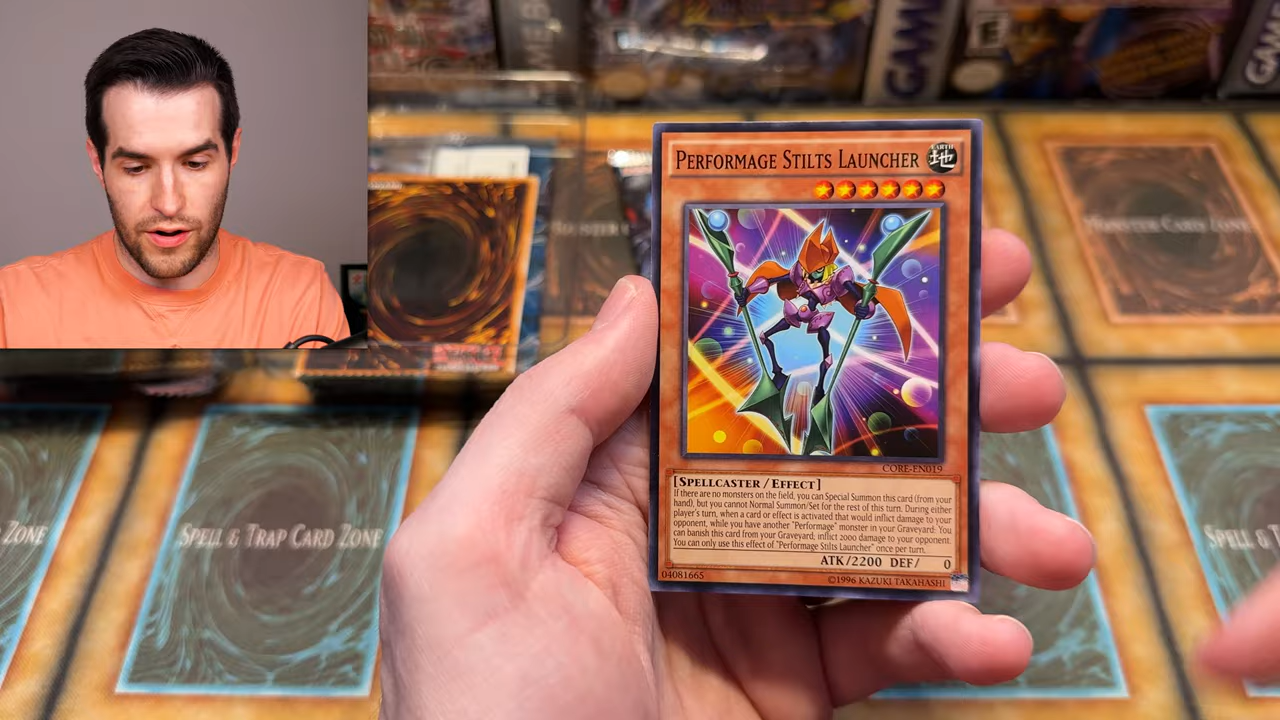 GAME
GAM
E
PERFORMAGE STILTS LAUNCHER
EARTH
地
MONSTER CARD ZONE
CORE-EN019
[SPELLCASTER / EFFECT]
If there are no monsters on the field, you can Special Summon this card (from your
hand), but you cannot Normal Summon/Set for the rest of this turn. During either
player's turn, when a card or effect is activated that would inflict damage to your
opponent, while you have another "Performage" monster in your Graveyard: You
can banish this card from your Graveyard; inflict 2000 damage to your opponent.
You can only use this effect of "Performage Stilts Launcher" once per turn.
ATK/2200 DEF/ 0
04081665
©1996 KAZUKI TAKAHASHI
ZONE
SPELL & TRAP CARD ZONE
SPELL &